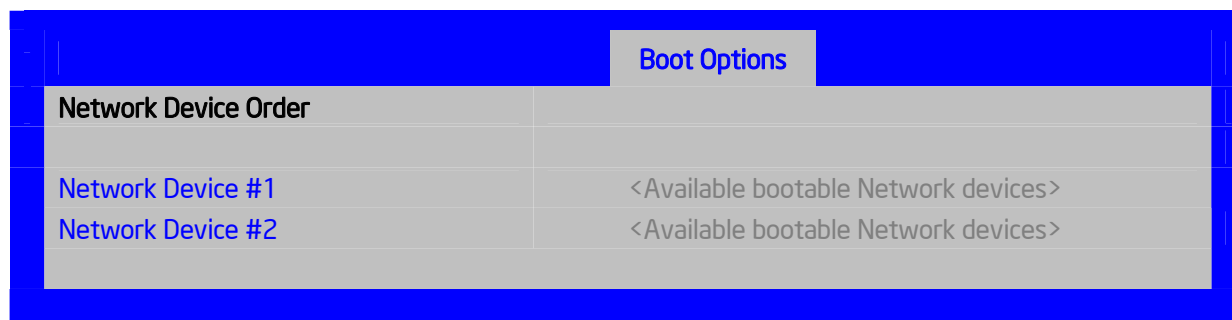 Boot Options
Network Device Order
Network Device #1 <Available bootable Network devices>
Network Device #2 <Available bootable Network devices>